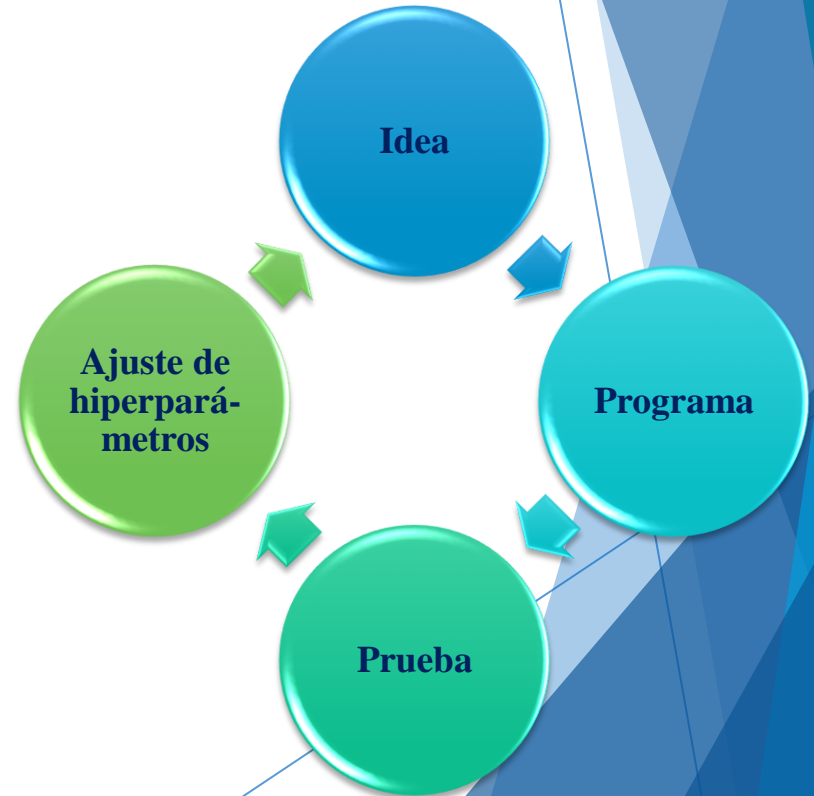 Idea
Programa
Prueba
Ajuste de
hiperpará-
metros